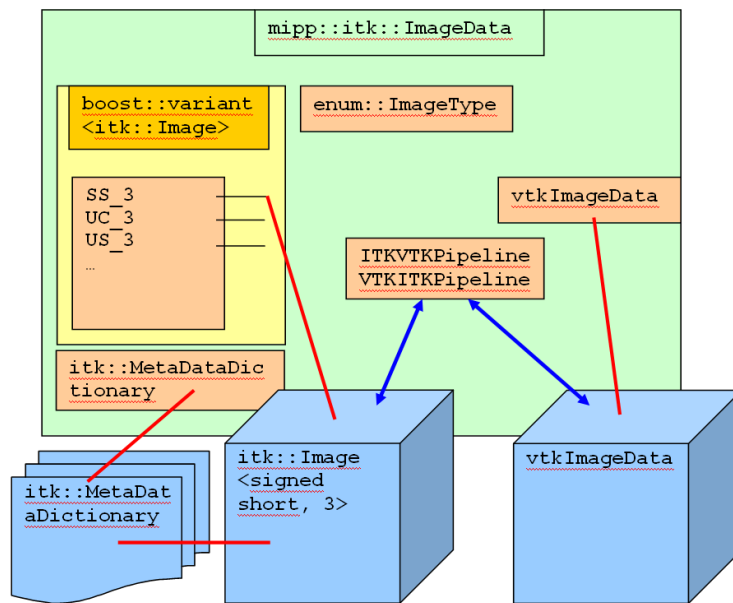 mipp::itk::ImageData
boost::variant
<itk::Image>
enum::ImageType
SS_3
UC_3
US_3
…
vtkImageData
ITKVTKPipeline
VTKITKPipeline
itk::MetaDataDic
tionary
itk::MetaDat
aDictionary
itk::Image
<signed
short, 3>
vtkImageData